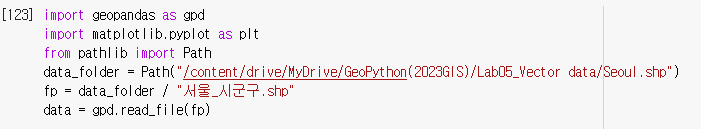 [123] import geopandas as gpd
import matplotlib.pyplot as plt
from pathlib import Path
data_folder = Path("/content/drive/MyDrive/GeoPython(2023GIS)/Lab05_Vector data/Seoul.shp")
fp = data_folder / "서울_시군구.shp"
data = gpd.read_file(fp)